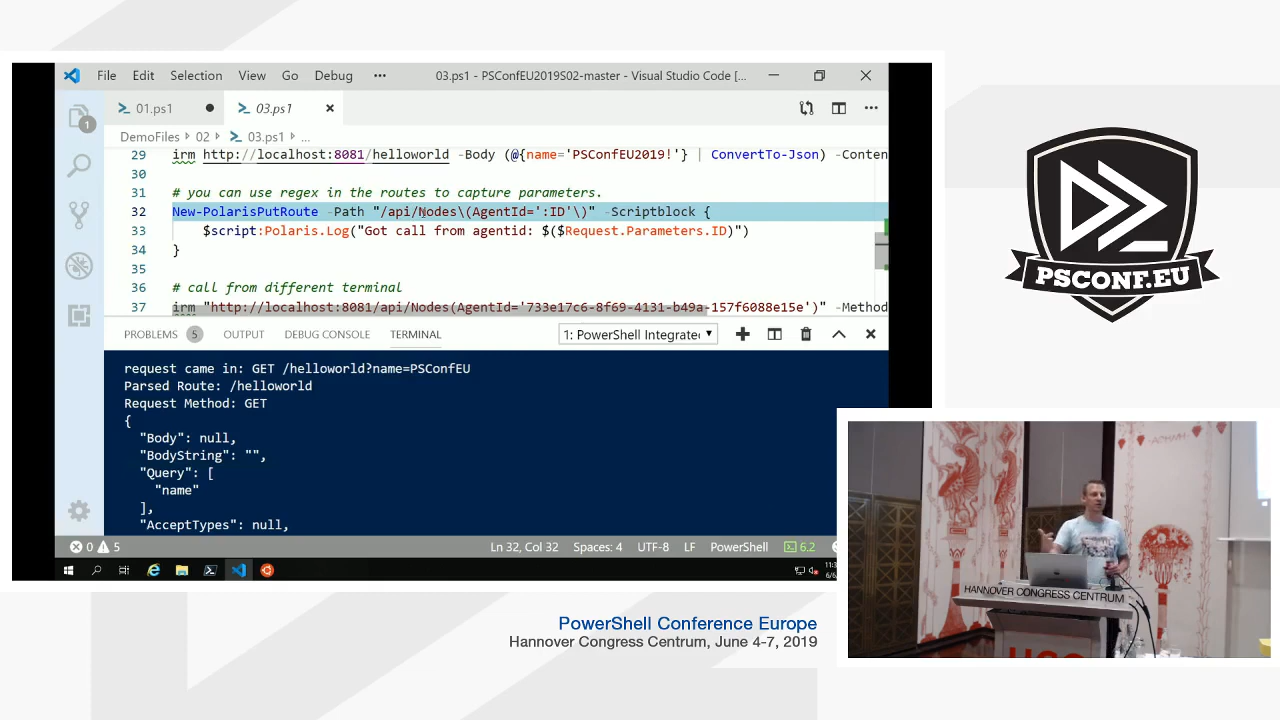 File Edit Selection View Go Debug ••• 03.ps1 - PSConfEU2019S02-master - Visual Studio Code [...
01.ps1 03.ps1
1
DemoFiles > 02 > 03.ps1 > ...
29 irm http://localhost:8081/helloworld -Body (@{name='PSConfEU2019!'} | ConvertTo-Json) -Conten
30
31 # you can use regex in the routes to capture parameters.
32 New-PolarisPutRoute -Path "/api/Nodes\(AgentId=':ID'\)" -Scriptblock {
33 $script:Polaris.Log("Got call from agentid: $($Request.Parameters.ID)")
34 }
35
36 # call from different terminal
37 irm "http://localhost:8081/api/Nodes(AgentId='733e17c6-8f69-4131-b49a-157f6088e15e')" -Method
PROBLEMS 5 OUTPUT DEBUG CONSOLE TERMINAL 1: PowerShell Integrate
request came in: GET /helloworld?name=PSConfEU
Parsed Route: /helloworld
Request Method: GET
{
"Body": null,
"BodyString": "",
"Query": [
"name"
],
"AcceptTypes": null,
0 5 Ln 32, Col 32 Spaces: 4 UTF-8 LF PowerShell 6.2
PSCONF.EU
HANNOVER CONGRESS CENTRUM
PowerShell Conference Europe
Hannover Congress Centrum, June 4-7, 2019